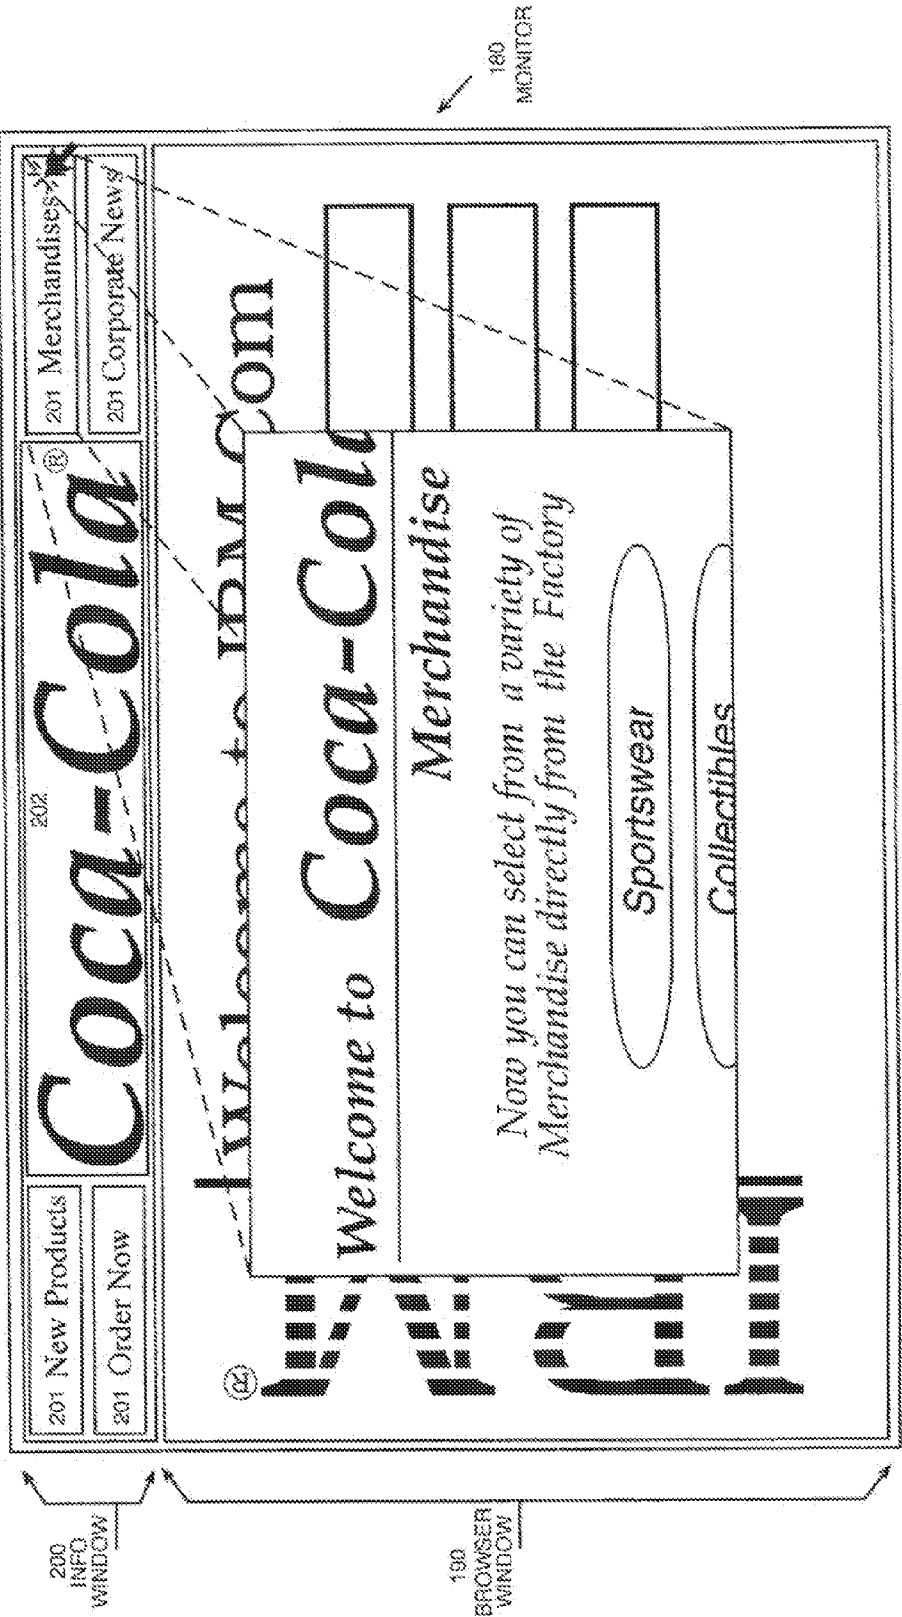 200
INFO
WINDOW
201 New Products
201 Order Now
202
Coca-Cola ®
201 Merchandises
201 Corporate News
180
MONITOR
190
BROWSER
WINDOW
®
Welcome to IBM.Com
Welcome to Coca-Cola
Merchandise
Now you can select from a variety of
Merchandise directly from the Factory
Sportswear
Collectibles